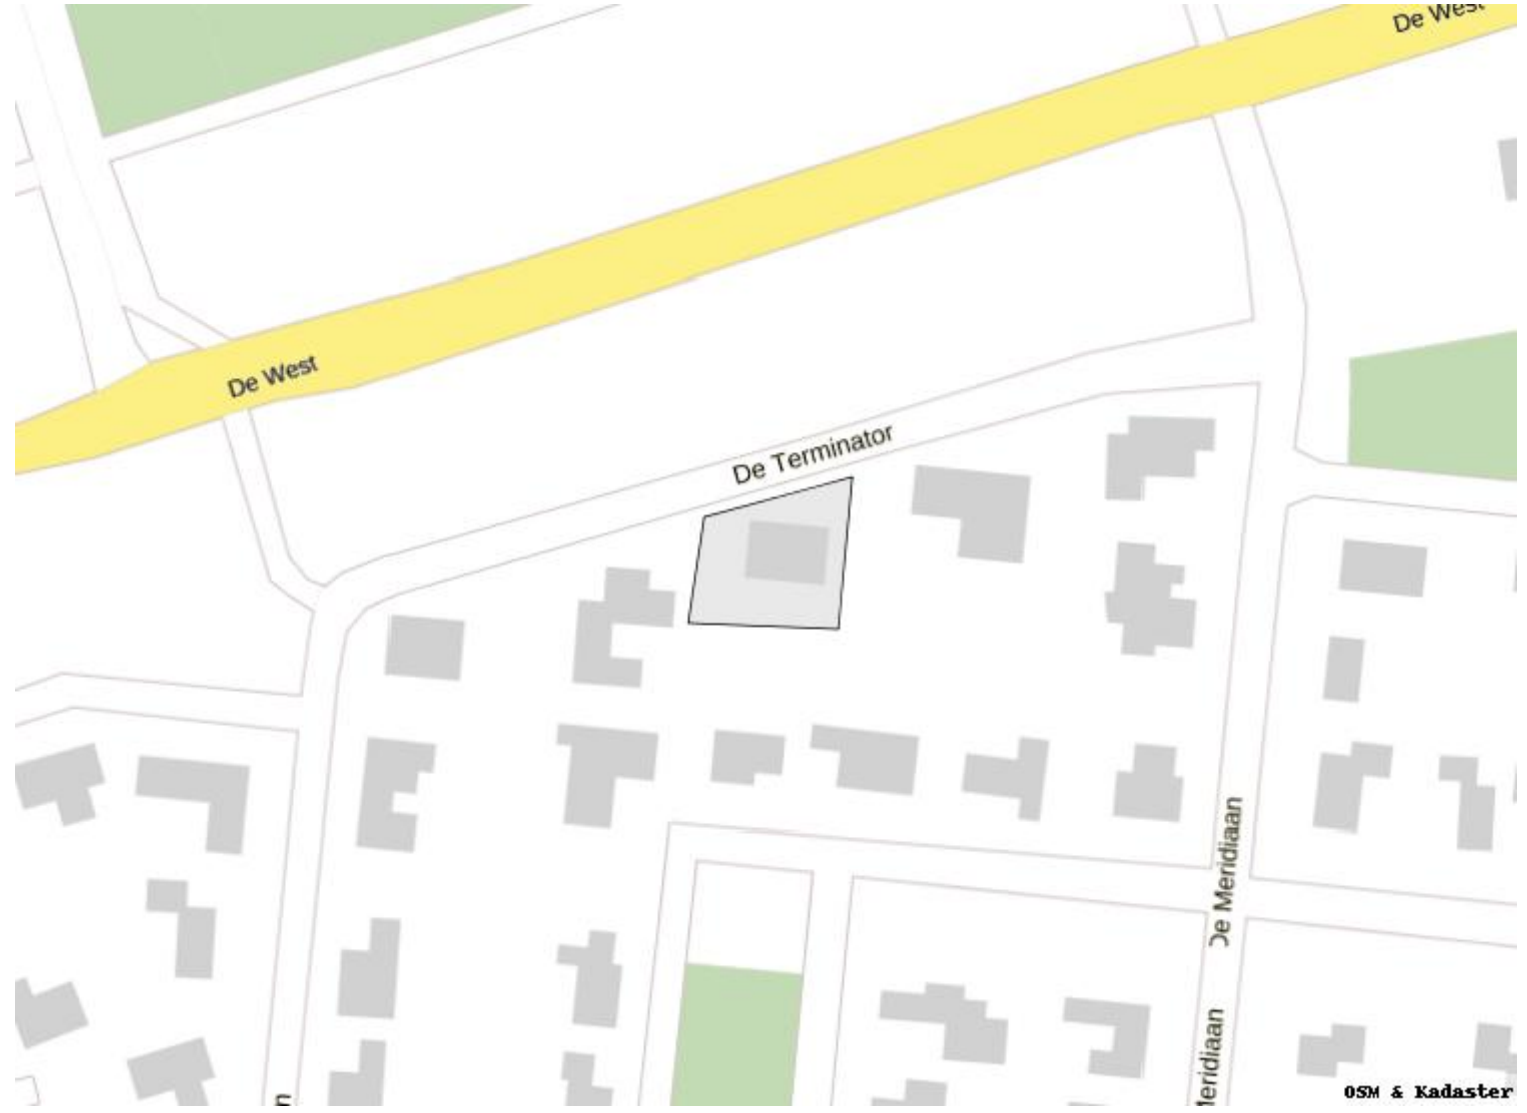 De West
De West
De Terminator
De Meridiaan
Meridiaan
n
OSM & Kadaster